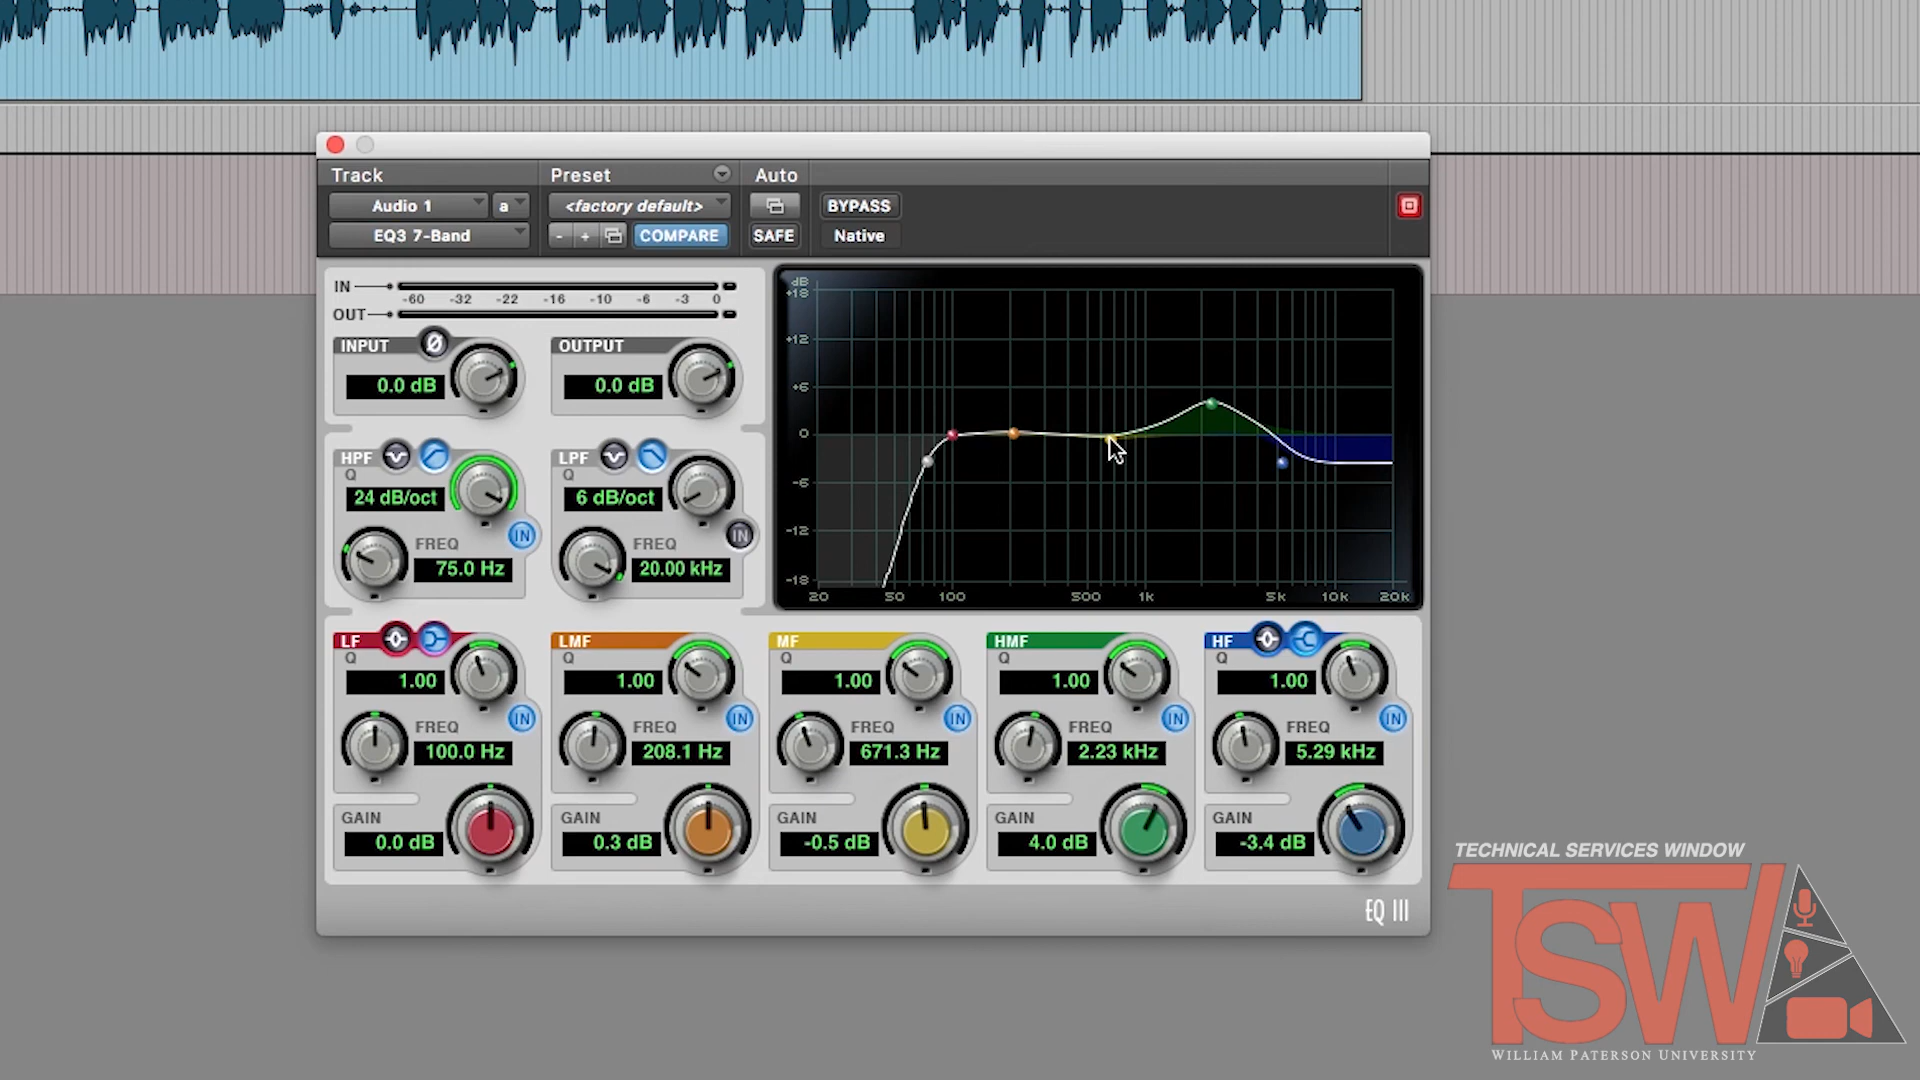 Track Preset Auto
Audio 1 a <factory default> BYPASS
EQ3 7-Band - + COMPARE SAFE Native
IN -60 -32 -22 -16 -10 -6 -3 0
OUT
INPUT Ø OUTPUT
0.0 dB 0.0 dB
HPF LPF
Q Q
24 dB/oct 6 dB/oct
IN IN
FREQ FREQ
75.0 Hz 20.00 kHz
dB
+18
+12
+6
0
-6
-12
-18
20 50 100 500 1k 5k 10k 20k
LF LMF MF HMF HF
Q Q Q Q Q
1.00 1.00 1.00 1.00 1.00
IN IN IN IN IN
FREQ FREQ FREQ FREQ FREQ
100.0 Hz 208.1 Hz 671.3 Hz 2.23 kHz 5.29 kHz
GAIN GAIN GAIN GAIN GAIN
0.0 dB 0.3 dB -0.5 dB 4.0 dB -3.4 dB
EQ III
TECHNICAL SERVICES WINDOW
TSW
WILLIAM PATERSON UNIVERSITY